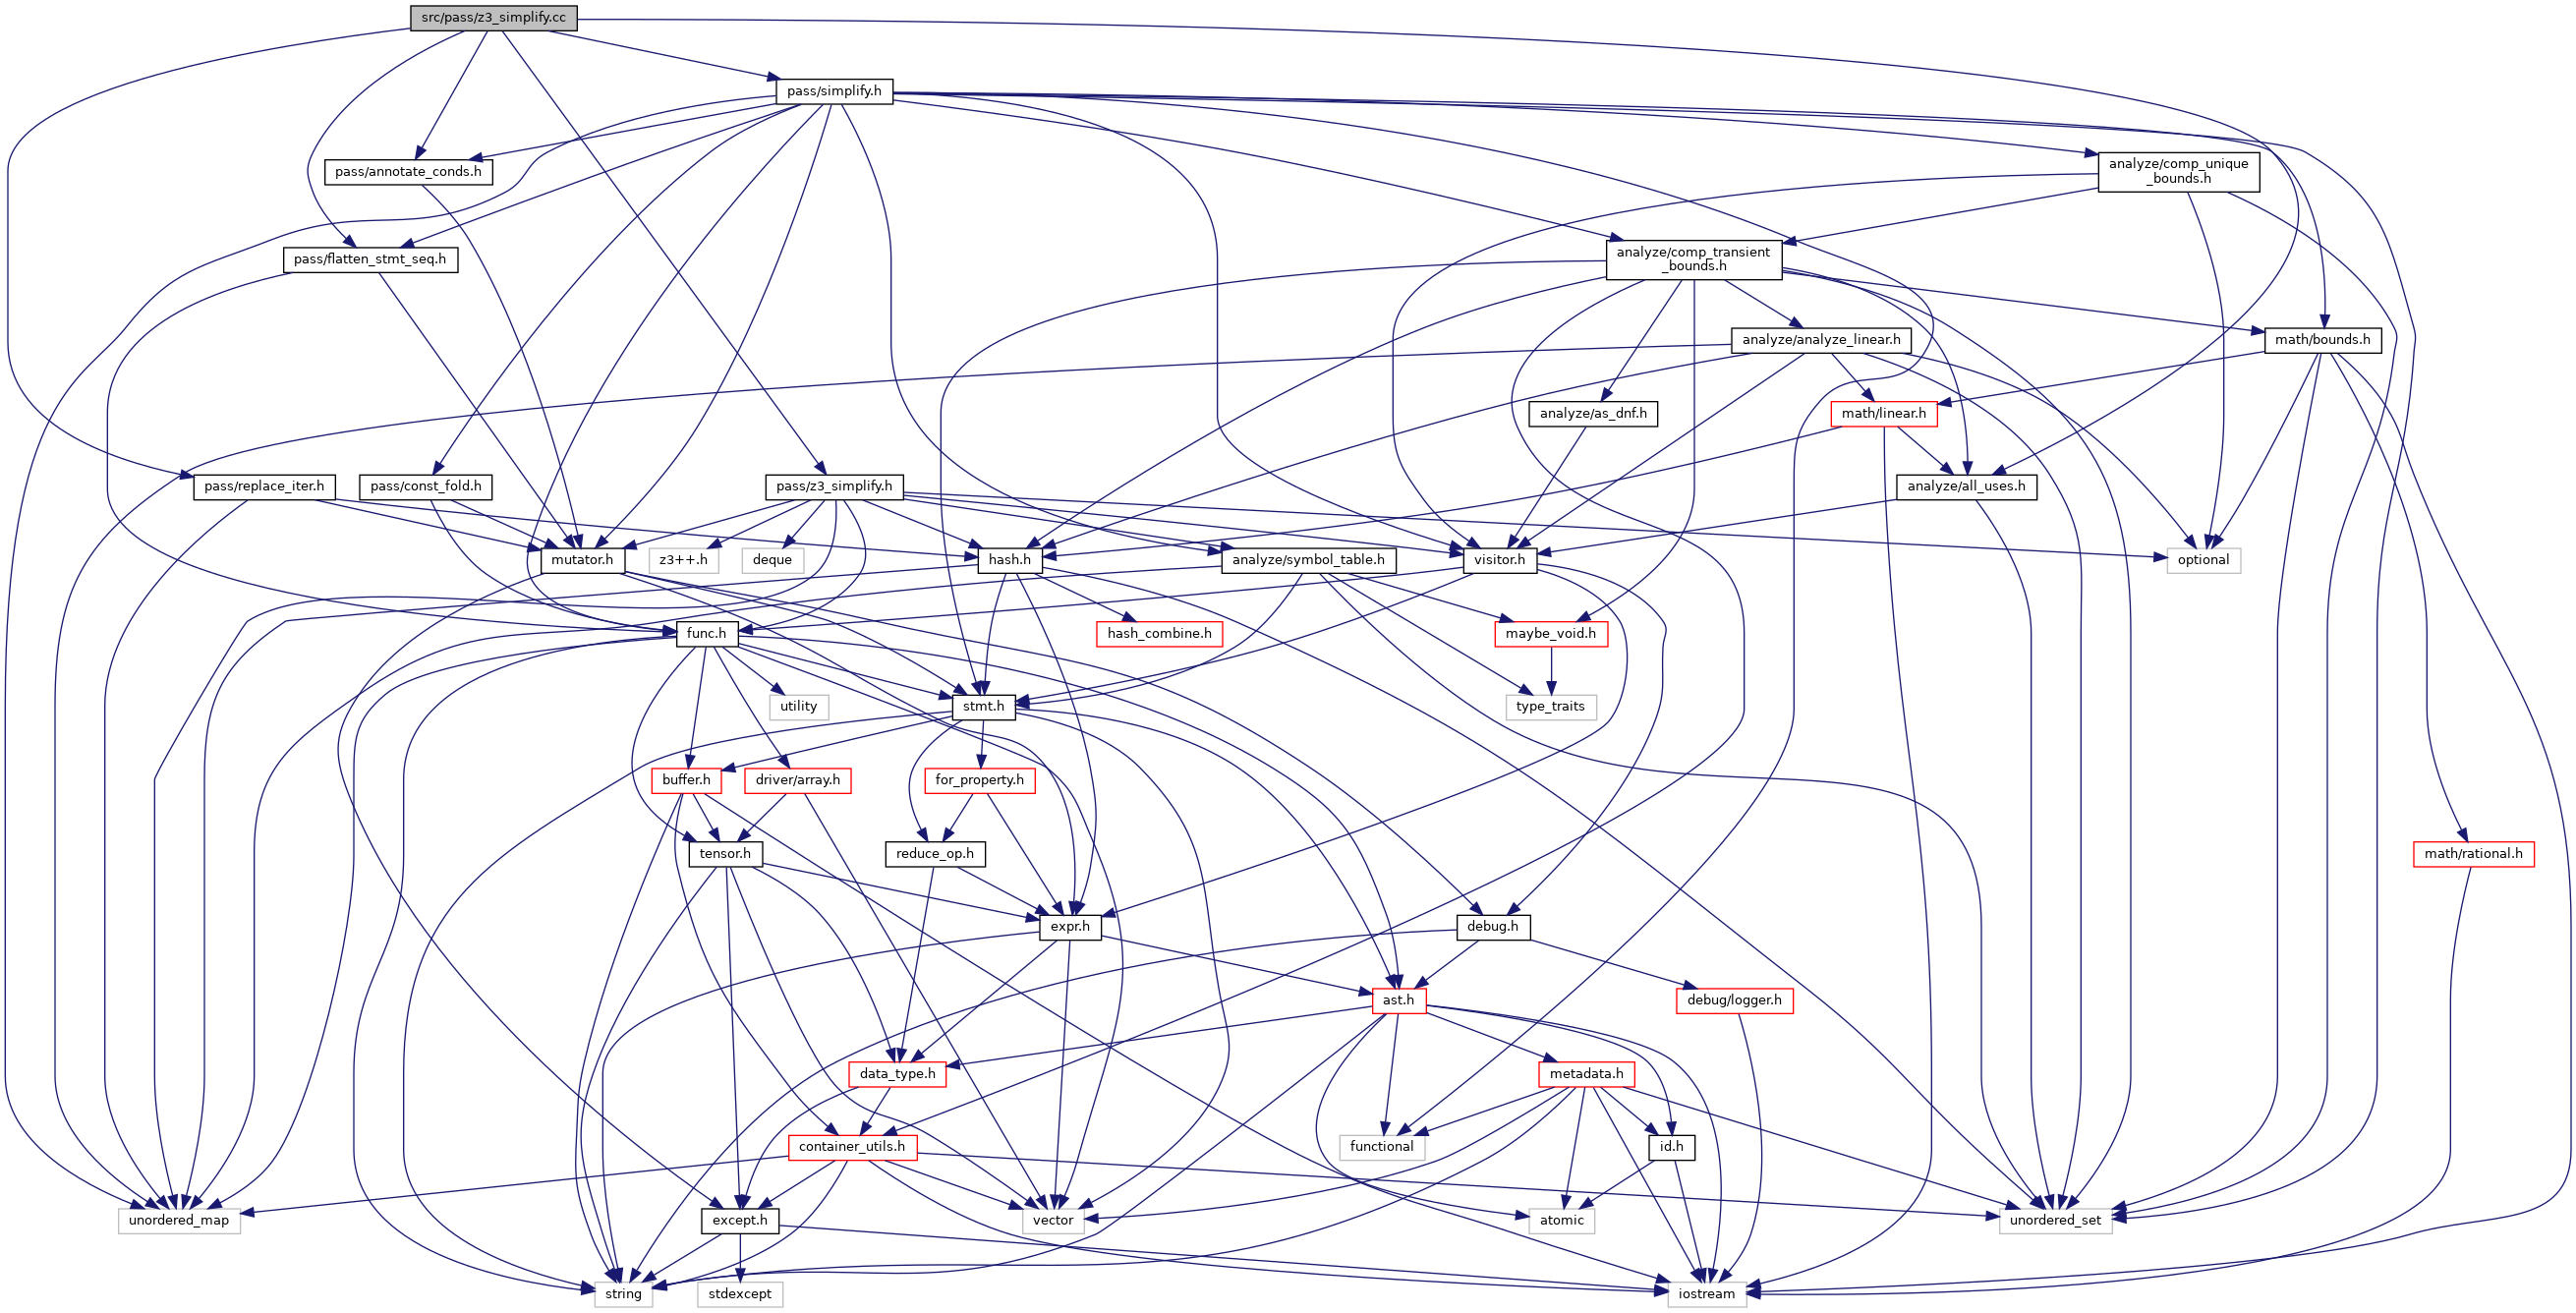 src/pass/z3_simplify.cc
pass/simplify.h
analyze/comp_unique
_bounds.h
pass/annotate_conds.h
pass/flatten_stmt_seq.h
analyze/comp_transient
_bounds.h
analyze/analyze_linear.h
math/bounds.h
analyze/as_dnf.h
math/linear.h
pass/replace_iter.h
pass/const_fold.h
pass/z3_simplify.h
analyze/all_uses.h
mutator.h
z3++.h
deque
hash.h
analyze/symbol_table.h
visitor.h
optional
func.h
hash_combine.h
maybe_void.h
utility
stmt.h
type_traits
buffer.h
driver/array.h
for_property.h
tensor.h
reduce_op.h
math/rational.h
expr.h
debug.h
ast.h
debug/logger.h
data_type.h
metadata.h
container_utils.h
functional
id.h
unordered_map
except.h
vector
atomic
unordered_set
string
stdexcept
iostream